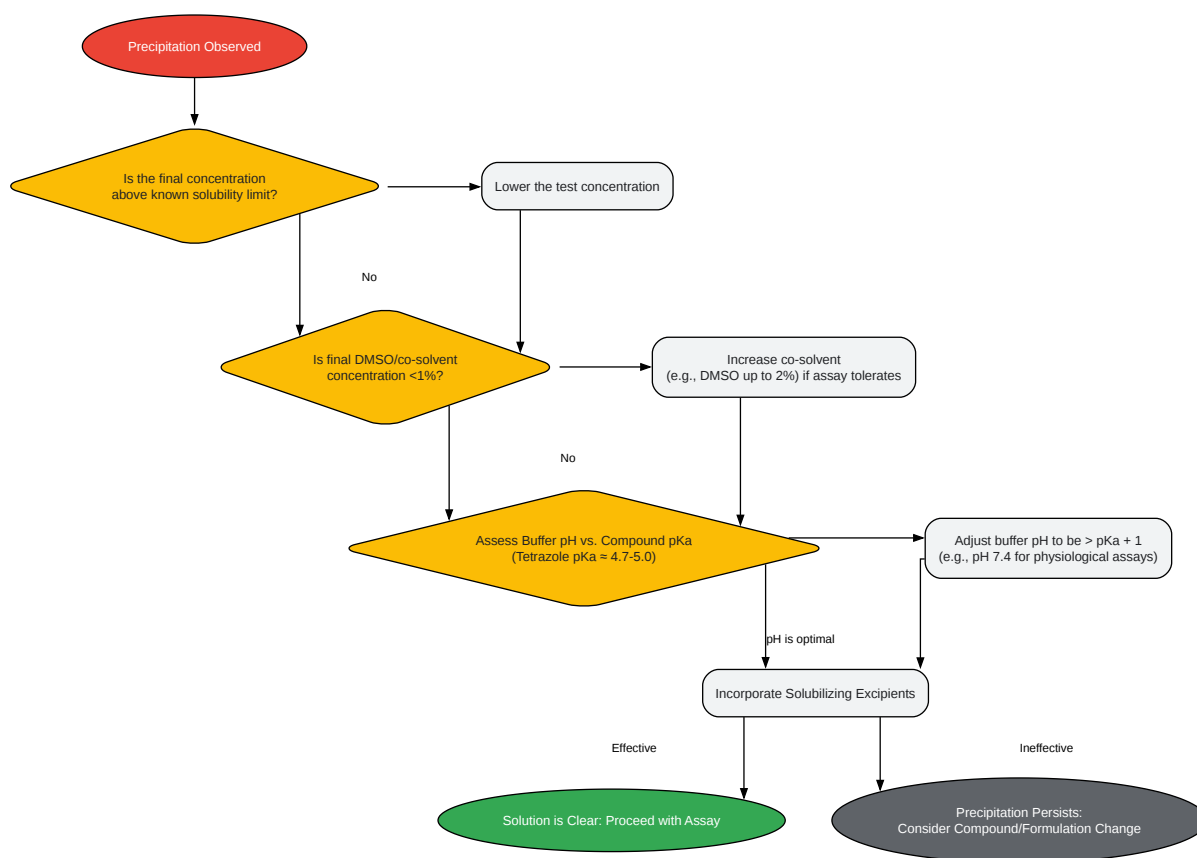 Precipitation Observed
Is the final concentration
above known solubility limit?
Lower the test concentration
No
Is final DMSO/co-solvent
concentration <1%?
Increase co-solvent
(e.g., DMSO up to 2%) if assay tolerates
No
Assess Buffer pH vs. Compound pKa
(Tetrazole pKa ≈ 4.7-5.0)
Adjust buffer pH to be > pKa + 1
(e.g., pH 7.4 for physiological assays)
pH is optimal
Incorporate Solubilizing Excipients
Effective
Ineffective
Solution is Clear: Proceed with Assay
Precipitation Persists:
Consider Compound/Formulation Change